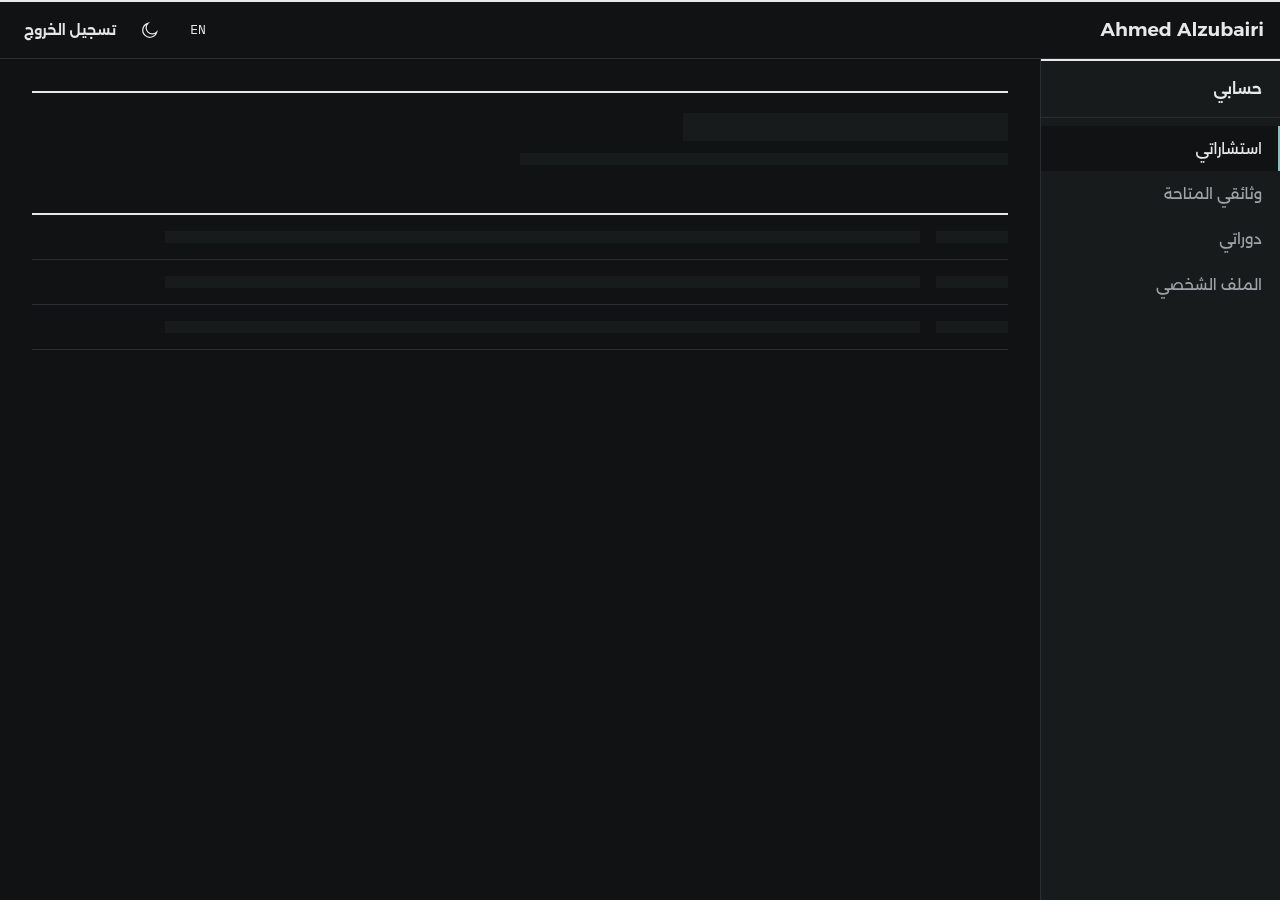 Ahmed Alzubairi
EN
تسجيل الخروج
حسابي
استشاراتي
وثائقي المتاحة
دوراتي
الملف الشخصي